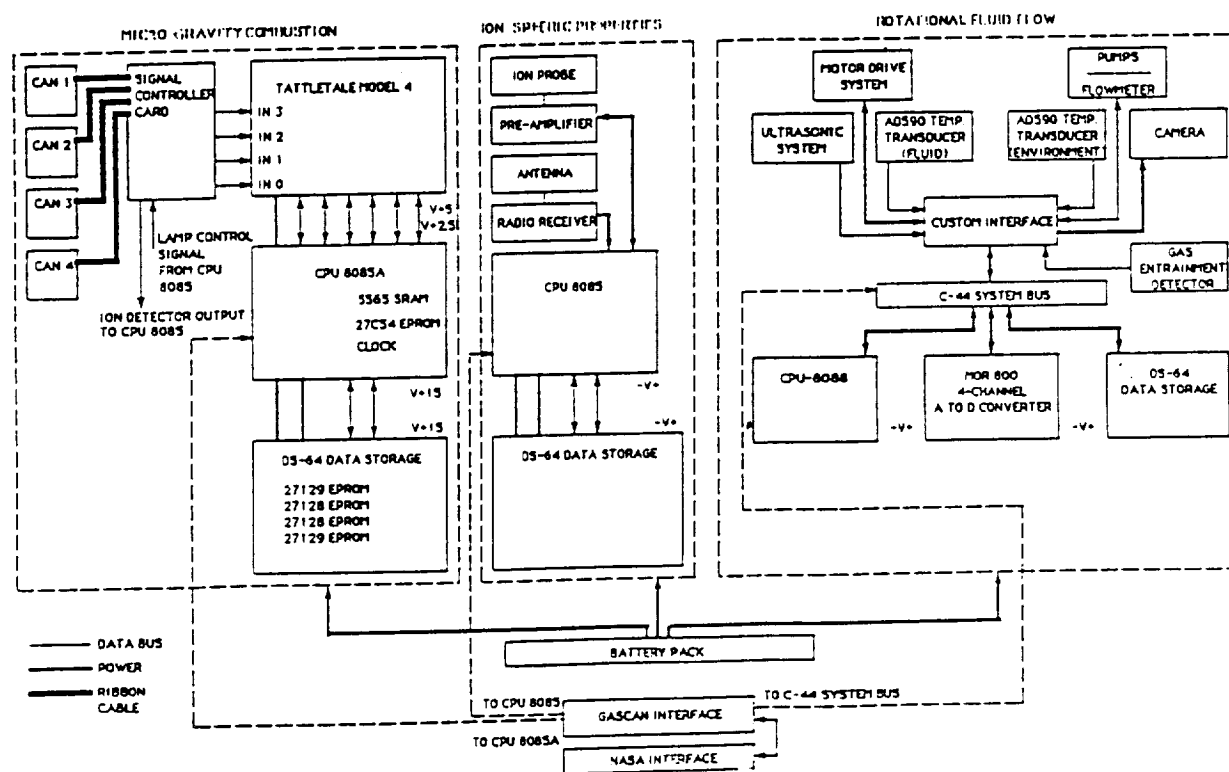 MICRO-GRAVITY COMBUSTION
CAN 1
CAN 2
CAN 3
CAN 4
SIGNAL
CONTROLLER
CARD
TATTLETALE MODEL 4
IN 3
IN 2
IN 1
IN 0
V+5
V+2.5
LAMP CONTROL
SIGNAL
FROM CPU
8085
ION DETECTOR OUTPUT
TO CPU 8085
CPU 8085A
5565 SRAM
27C54 EPROM
CLOCK
V+15
V+15
DS-64 DATA STORAGE
27129 EPROM
27128 EPROM
27128 EPROM
27129 EPROM
ION SPHERIC PROPERTIES
ION PROBE
PRE-AMPLIFIER
ANTENNA
RADIO RECEIVER
CPU 8085
-V+
-V+
DS-64 DATA STORAGE
ROTATIONAL FLUID FLOW
MOTOR DRIVE
SYSTEM
PUMPS
FLOWMETER
ULTRASONIC
SYSTEM
AD590 TEMP.
TRANSDUCER
(FLUID)
AD590 TEMP.
TRANSDUCER
(ENVIRONMENT)
CAMERA
CUSTOM INTERFACE
GAS
ENTRAINMENT
DETECTOR
C-44 SYSTEM BUS
CPU-8088
-V+
MOR 800
4-CHANNEL
A TO D CONVERTER
-V+
DS-64
DATA STORAGE
DATA BUS
POWER
RIBBON
CABLE
BATTERY PACK
TO CPU 8085
TO C-44 SYSTEM BUS
GASCAN INTERFACE
TO CPU 8085A
NASA INTERFACE